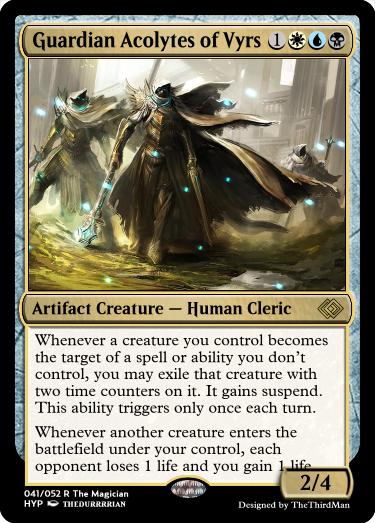 Guardian Acolytes of Vyrs 1
Artifact Creature — Human Cleric
Whenever a creature you control becomes
the target of a spell or ability you don't
control, you may exile that creature with
two time counters on it. It gains suspend.
This ability triggers only once each turn.
Whenever another creature enters the
battlefield under your control, each
opponent loses 1 life and you gain 1 life.
2/4
041/052 R The Magician
HYP THEDURRRRIAN
Designed by TheThirdMan